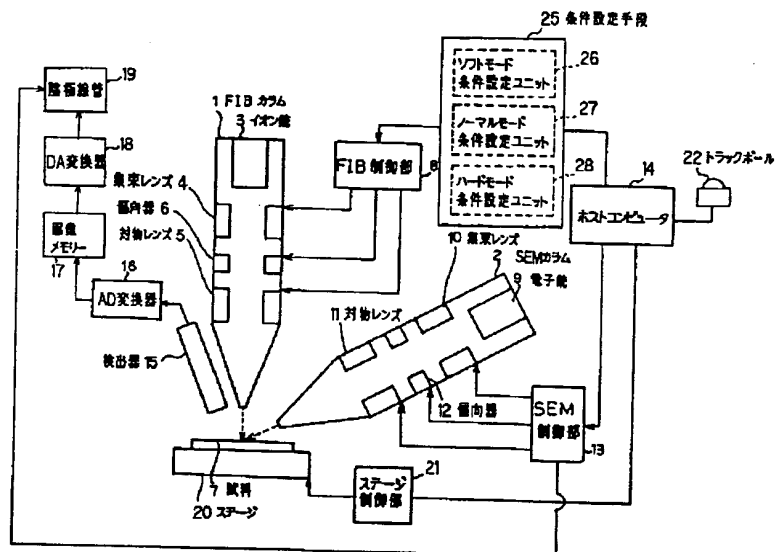 25 条件設定手段
ソフトモード
条件設定ユニット
26
ノーマルモード
条件設定ユニット
27
ハードモード
条件設定ユニット
28
19
陰極線管
18
DA変換器
画像
メモリー
17
16
AD変換器
検出器 15
1 FIB カラム
3 イオン銃
集束レンズ 4
偏向器 6
対物レンズ 5
FIB 制御部
8
14
ホストコンピュータ
22 トラックボール
10 集束レンズ
2 SEMカラム
9 電子銃
11 対物レンズ
12 偏向器
SEM
制御部
13
7 試料
20 ステージ
21
ステージ
制御部